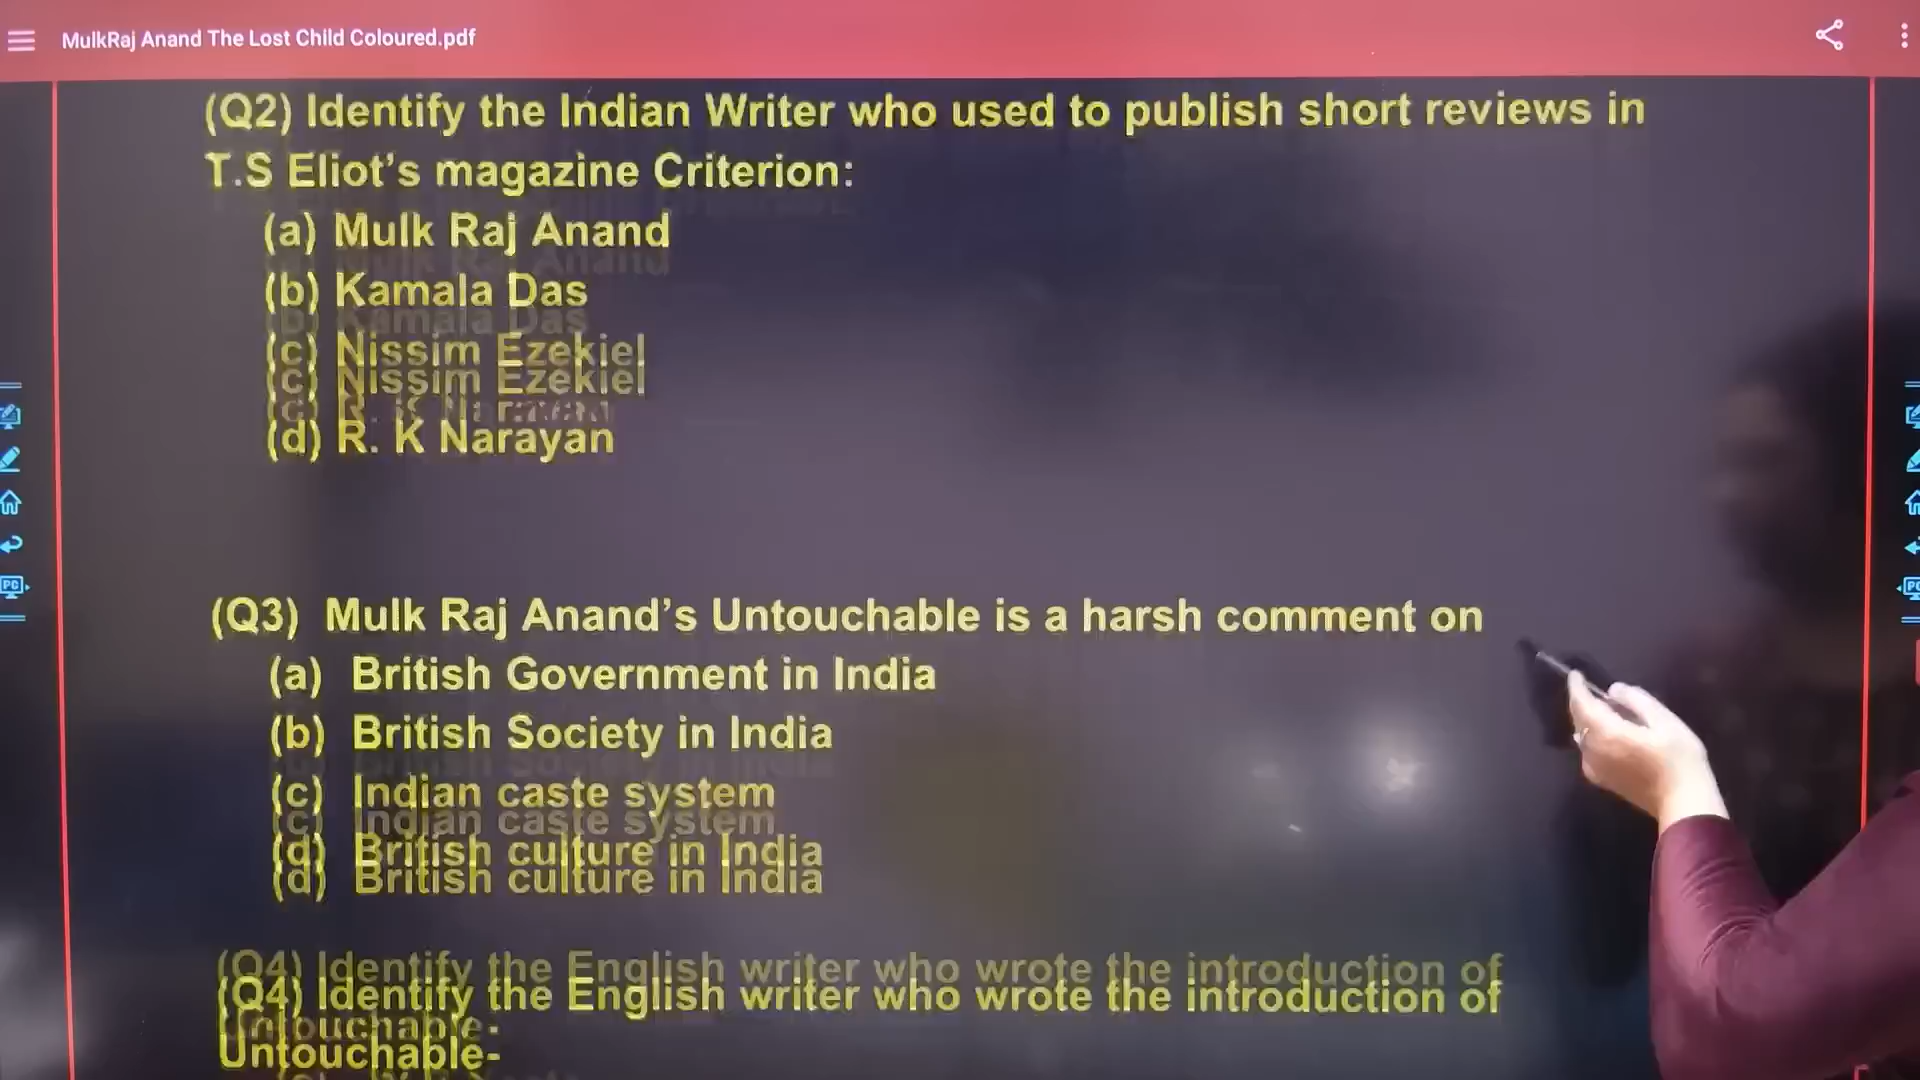 MulkRaj Anand The Lost Child Coloured.pdf
(Q2) Identify the Indian Writer who used to publish short reviews in
T.S Eliot's magazine Criterion:
(a) Mulk Raj Anand
(b) Kamala Das
(c) Nissim Ezekiel
(d) R. K Narayan
(Q3) Mulk Raj Anand's Untouchable is a harsh comment on
(a) British Government in India
(b) British Society in India
(c) Indian caste system
(d) British culture in India
(Q4) Identify the English writer who wrote the introduction of
Untouchable-
PC
PC